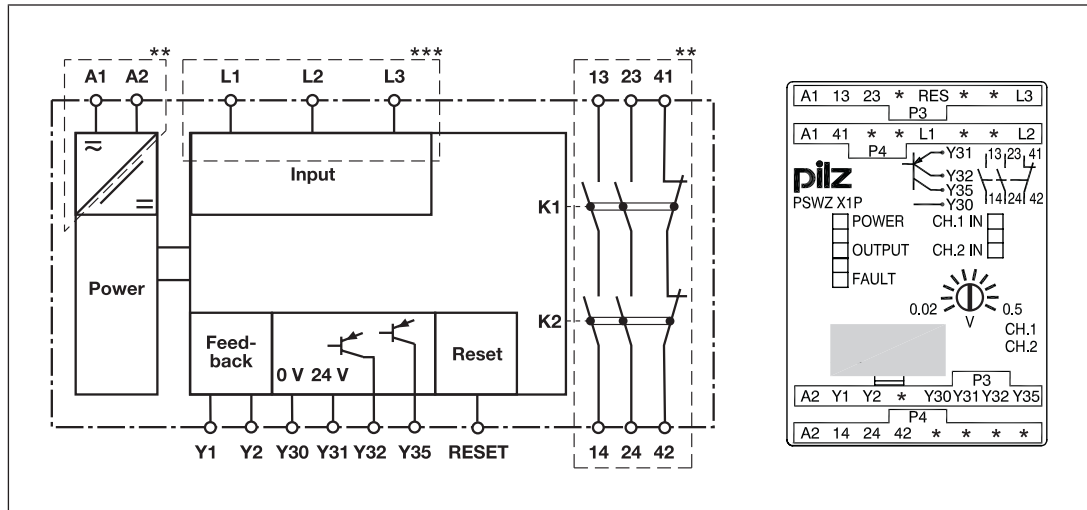 ** *** **
A1 A2 L1 L2 L3 13 23 41
Input
K1
Power
K2
Feed-
back
0 V 24 V
Reset
Y1 Y2 Y30 Y31 Y32 Y35 RESET 14 24 42
A1 13 23 * RES * * L3
P3
A1 41 * * L1 * * L2
P4
Y31
Y32
Y35
Y30
13 23 41
14 24 42
pilz
PSWZ X1P
POWER CH.1 IN
OUTPUT CH.2 IN
FAULT
0.02 0.5
V
CH.1
CH.2
P3
A2 Y1 Y2 * Y30 Y31 Y32 Y35
P4
A2 14 24 42 * * * *